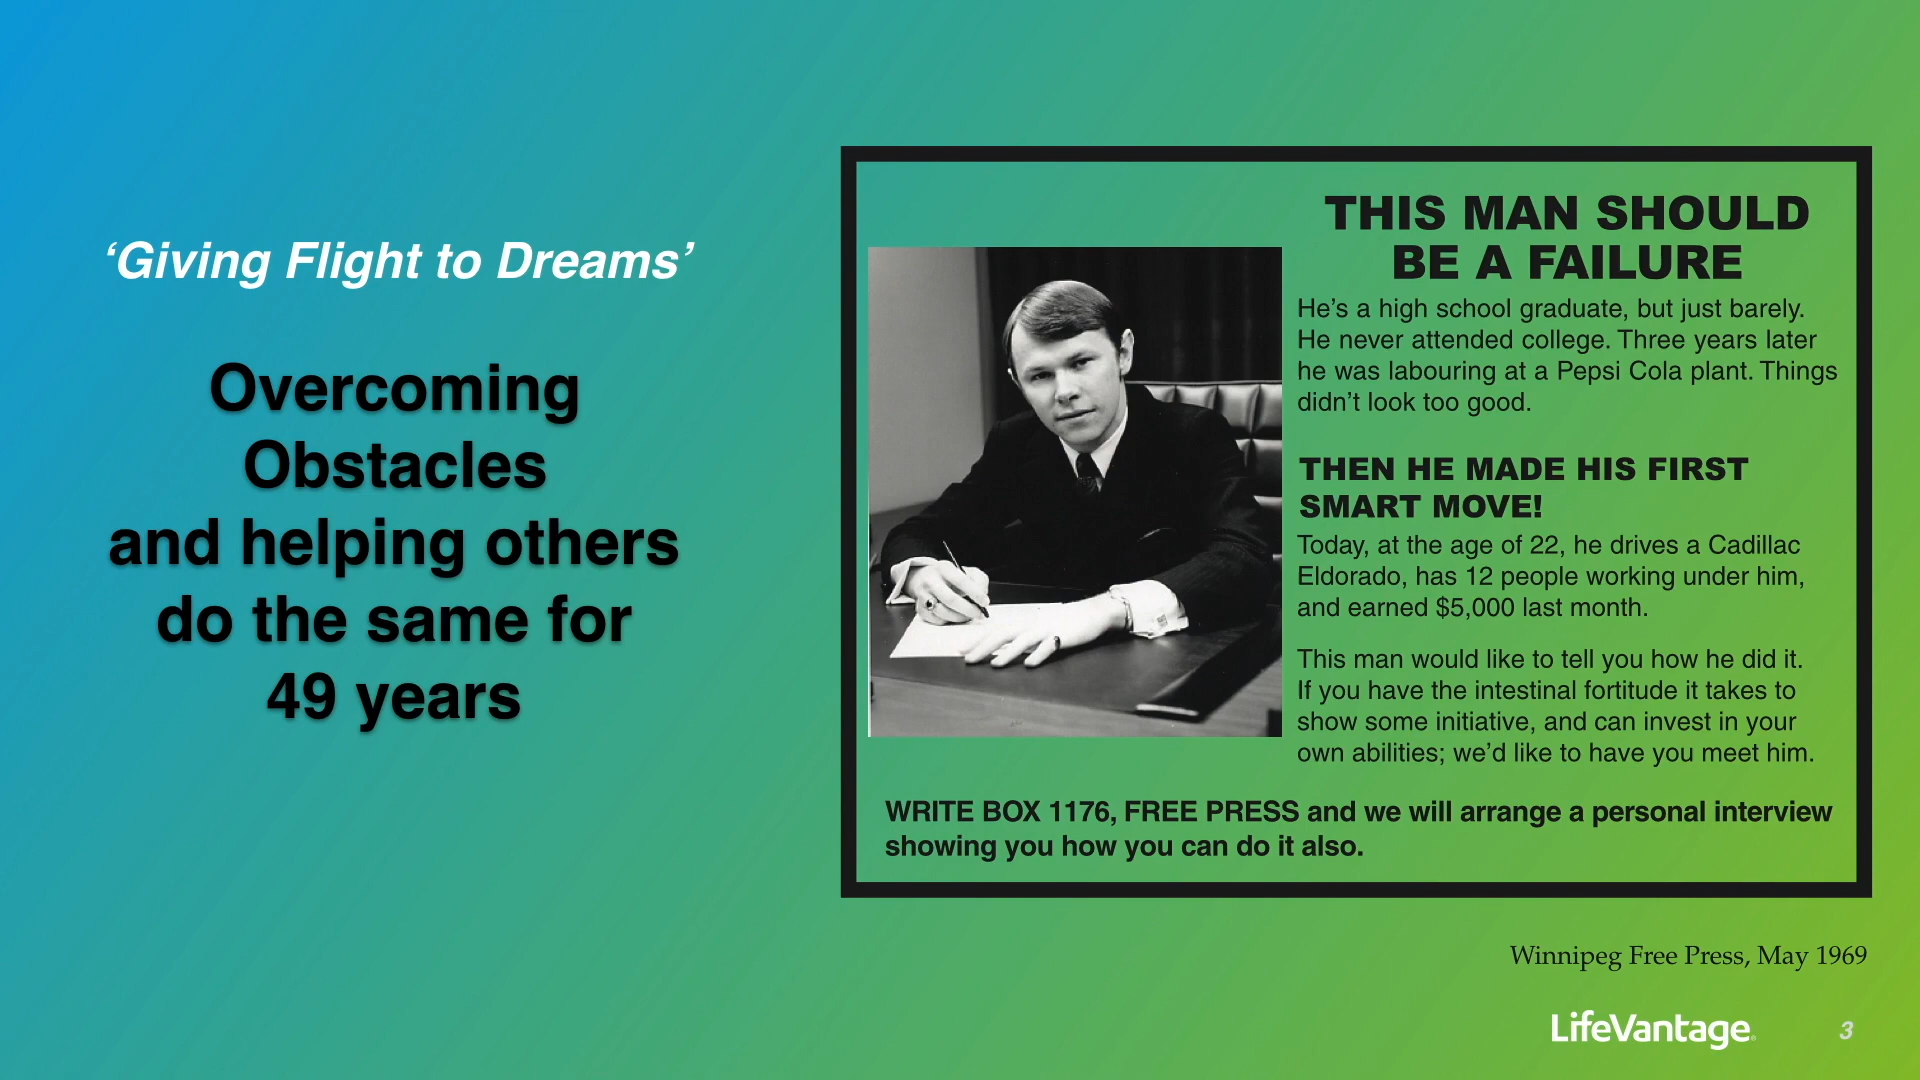 ‘Giving Flight to Dreams’
Overcoming
Obstacles
and helping others
do the same for
49 years
THIS MAN SHOULD
BE A FAILURE
He’s a high school graduate, but just barely.
He never attended college. Three years later
he was labouring at a Pepsi Cola plant. Things
didn’t look too good.
THEN HE MADE HIS FIRST
SMART MOVE!
Today, at the age of 22, he drives a Cadillac
Eldorado, has 12 people working under him,
and earned $5,000 last month.
This man would like to tell you how he did it.
If you have the intestinal fortitude it takes to
show some initiative, and can invest in your
own abilities; we’d like to have you meet him.
WRITE BOX 1176, FREE PRESS and we will arrange a personal interview
showing you how you can do it also.
Winnipeg Free Press, May 1969
LifeVantage®
3